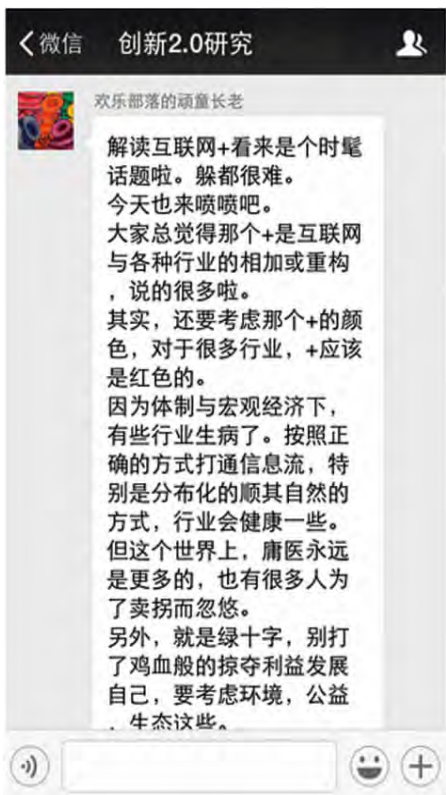 微信 创新2.0研究
欢乐部落的顽童长老
解读互联网+看来是个时髦
话题啦。躲都很难。
今天也来喷喷吧。
大家总觉得那个+是互联网
与各种行业的相加或重构
，说的很多啦。
其实，还要考虑那个+的颜
色，对于很多行业，+应该
是红色的。
因为体制与宏观经济下，
有些行业生病了。按照正
确的方式打通信息流，特
别是分布化的顺其自然的
方式，行业会健康一些。
但这个世界上，庸医永远
是更多的，也有很多人为
了卖拐而忽悠。
另外，就是绿十字，别打
了鸡血般的掠夺利益发展
自己，要考虑环境，公益
，生态这些。